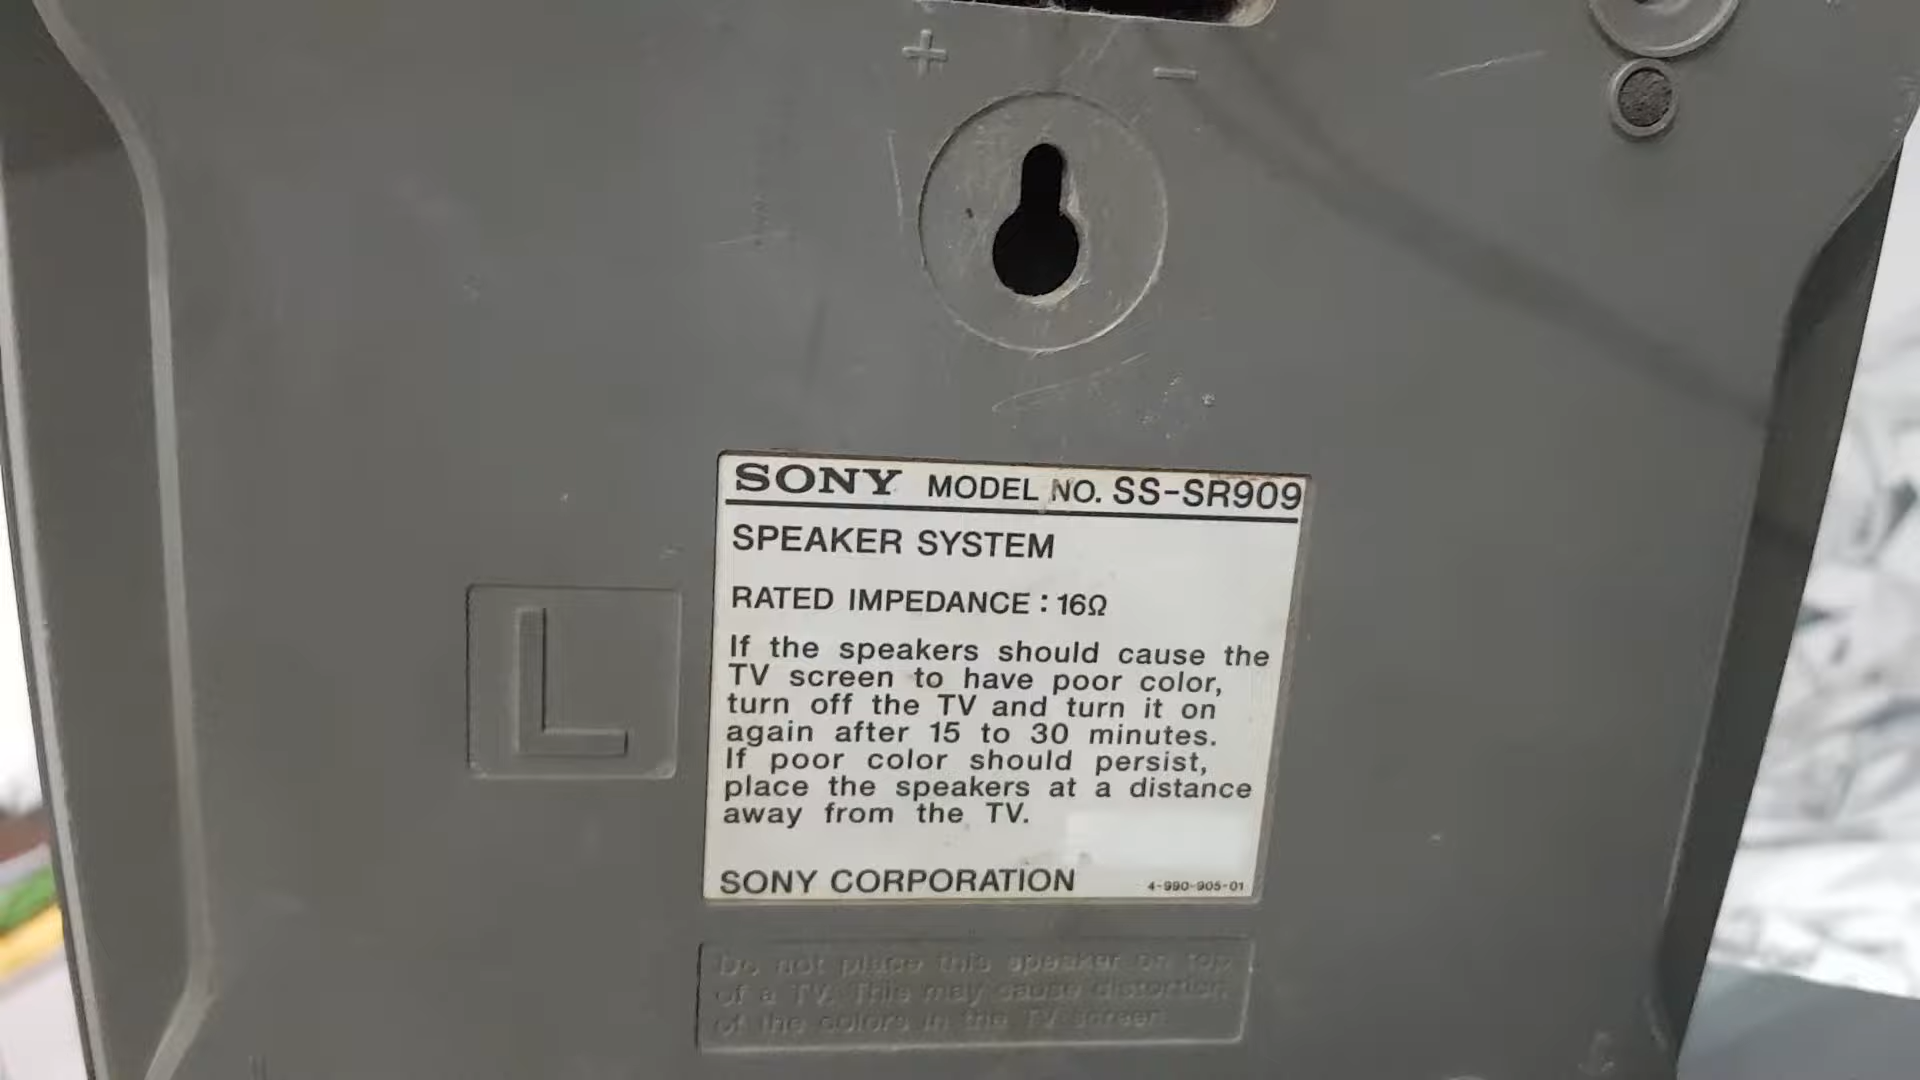 + −
SONY MODEL NO. SS-SR909
SPEAKER SYSTEM
RATED IMPEDANCE : 16Ω
If the speakers should cause the
TV screen to have poor color,
turn off the TV and turn it on
again after 15 to 30 minutes.
If poor color should persist,
place the speakers at a distance
away from the TV.
SONY CORPORATION 4-990-905-01
L
Do not place this speaker on top
of a TV. This may cause distortion
of the colors in the TV screen.